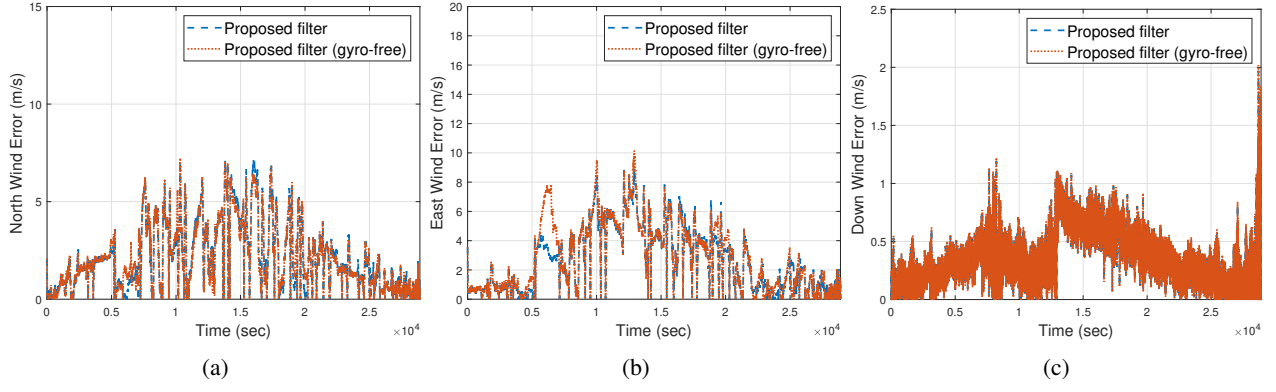 15
10
5
0
North Wind Error (m/s)
Proposed filter
Proposed filter (gyro-free)
0 0.5 1 1.5 2 2.5
Time (sec) ×10⁴
(a)
20
18
16
14
12
10
8
6
4
2
0
East Wind Error (m/s)
Proposed filter
Proposed filter (gyro-free)
0 0.5 1 1.5 2 2.5
Time (sec) ×10⁴
(b)
2.5
2
1.5
1
0.5
0
Down Wind Error (m/s)
Proposed filter
Proposed filter (gyro-free)
0 0.5 1 1.5 2 2.5
Time (sec) ×10⁴
(c)